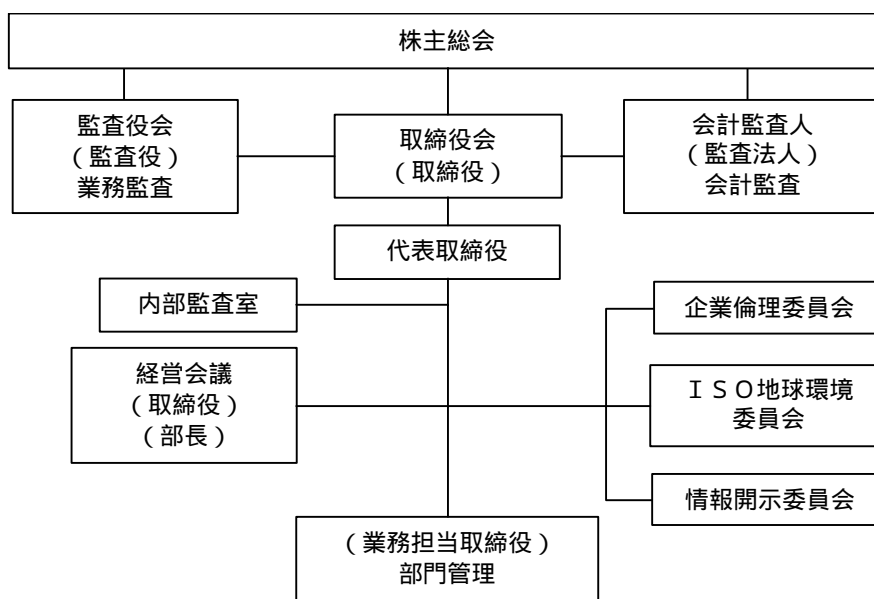 株主総会
監査役会
（監査役）
業務監査
取締役会
（取締役）
会計監査人
（監査法人）
会計監査
代表取締役
内部監査室
企業倫理委員会
経営会議
（取締役）
（部長）
ＩＳＯ地球環境
委員会
情報開示委員会
（業務担当取締役）
部門管理